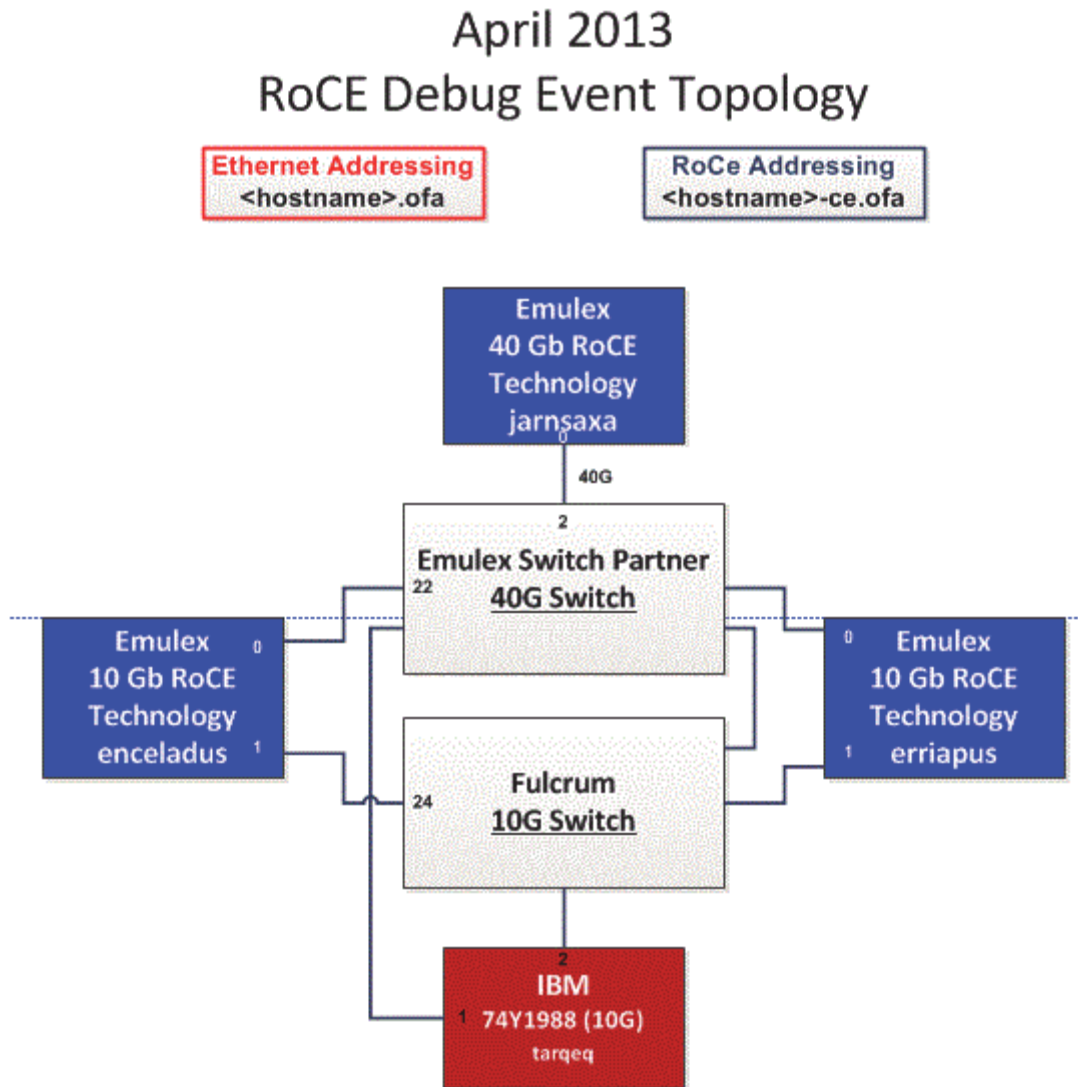 April 2013
RoCE Debug Event Topology
Ethernet Addressing
<hostname>.ofa
RoCe Addressing
<hostname>-ce.ofa
Emulex
40 Gb RoCE
Technology
jarnsaxa
0
40G
2
Emulex Switch Partner
40G Switch
22
Emulex
10 Gb RoCE
Technology
enceladus
0
1
Emulex
10 Gb RoCE
Technology
erriapus
0
1
Fulcrum
10G Switch
24
2
IBM
74Y1988 (10G)
tarqeq
1